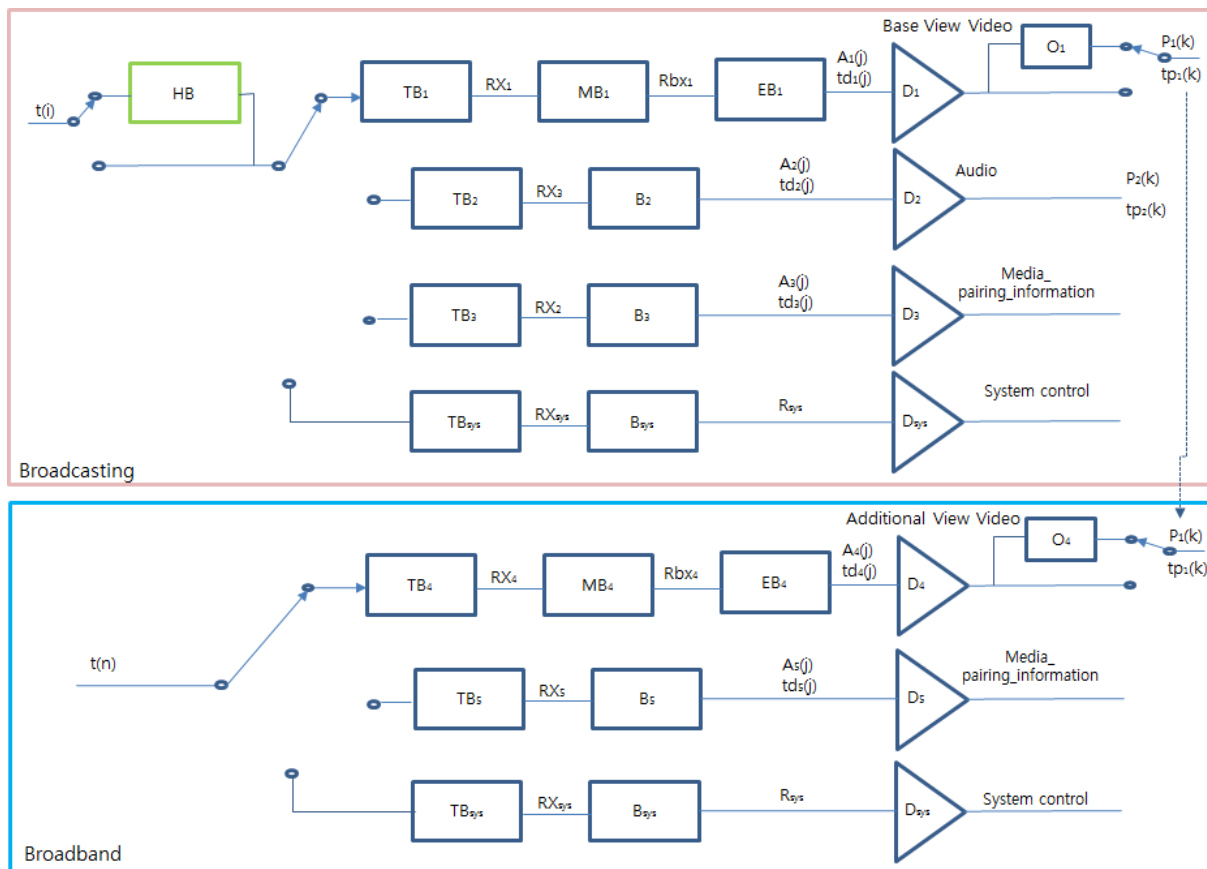 Base View Video
t(i)
HB
TB₁
RX₁
MB₁
Rbx₁
EB₁
A₁(j)
td₁(j)
D₁
O₁
P₁(k)
tp₁(k)
TB₂
RX₃
B₂
A₂(j)
td₂(j)
D₂
Audio
P₂(k)
tp₂(k)
TB₃
RX₂
B₃
A₃(j)
td₃(j)
D₃
Media_
pairing_information
TBsys
RXsys
Bsys
Rsys
Dsys
System control
Broadcasting
Additional View Video
t(n)
TB₄
RX₄
MB₄
Rbx₄
EB₄
A₄(j)
td₄(j)
D₄
O₄
P₁(k)
tp₁(k)
TB₅
RX₅
B₅
A₅(j)
td₅(j)
D₅
Media_
pairing_information
TBsys
RXsys
Bsys
Rsys
Dsys
System control
Broadband